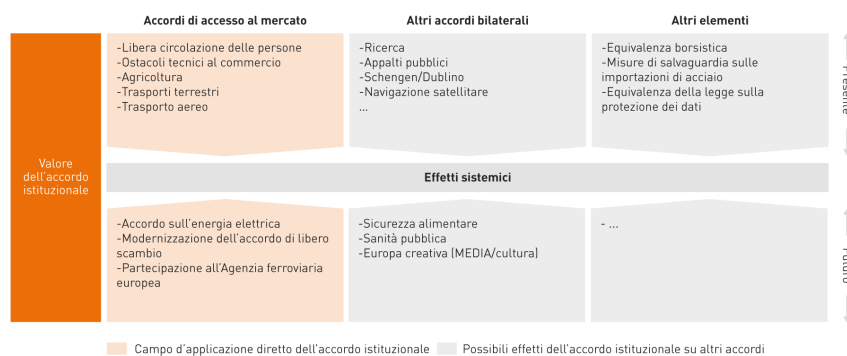 Accordi di accesso al mercato
Altri accordi bilaterali
Altri elementi
-Libera circolazione delle persone
-Ostacoli tecnici al commercio
-Agricoltura
-Trasporti terrestri
-Trasporto aereo
-Ricerca
-Appalti pubblici
-Schengen/Dublino
-Navigazione satellitare
...
-Equivalenza borsistica
-Misure di salvaguardia sulle
importazioni di acciaio
-Equivalenza della legge sulla
protezione dei dati
Presente
Valore
dell'accordo
istituzionale
Effetti sistemici
-Accordo sull'energia elettrica
-Modernizzazione dell'accordo di libero
scambio
-Partecipazione all'Agenzia ferroviaria
europea
-Sicurezza alimentare
-Sanità pubblica
-Europa creativa (MEDIA/cultura)
- ...
Futuro
Campo d'applicazione diretto dell'accordo istituzionale
Possibili effetti dell'accordo istituzionale su altri accordi